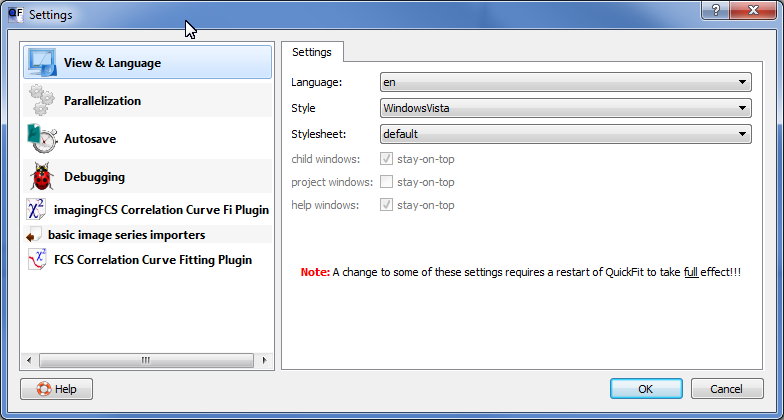 QF Settings
View & Language
Parallelization
Autosave
Debugging
χ² imagingFCS Correlation Curve Fi Plugin
basic image series importers
χ² FCS Correlation Curve Fitting Plugin
Help
Settings
Language: en
Style WindowsVista
Stylesheet: default
child windows: stay-on-top
project windows: stay-on-top
help windows: stay-on-top
Note: A change to some of these settings requires a restart of QuickFit to take full effect!!!
OK Cancel